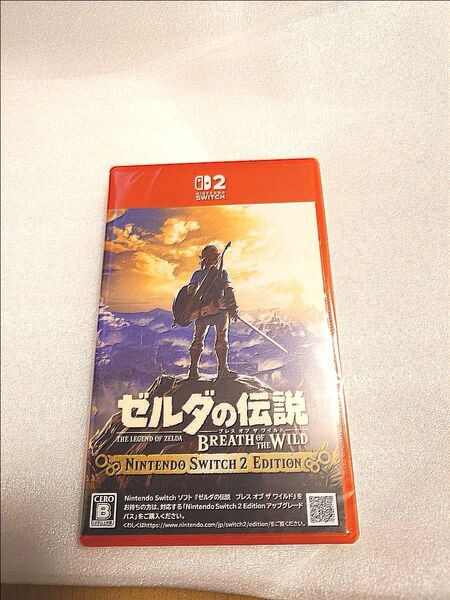 2
NINTENDO
SWITCH
ゼルダの伝説
ブレス オブ ザ ワイルド
THE LEGEND OF ZELDA BREATH OF THE WILD
NINTENDO SWITCH 2 EDITION
CERO
B
Nintendo Switch ソフト『ゼルダの伝説 ブレス オブ ザ ワイルド』を
お持ちの方は、対応する「Nintendo Switch 2 Edition アップグレード
パス」をご購入ください。
くわしくはhttps://www.nintendo.com/jp/switch2/edition/をご覧ください。